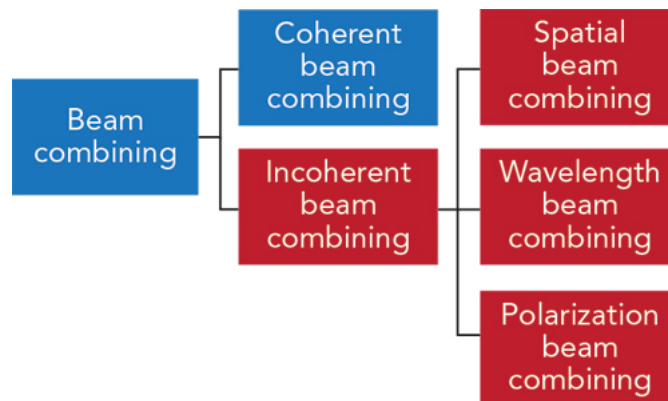 Beam
combining
Coherent
beam
combining
Incoherent
beam
combining
Spatial
beam
combining
Wavelength
beam
combining
Polarization
beam
combining